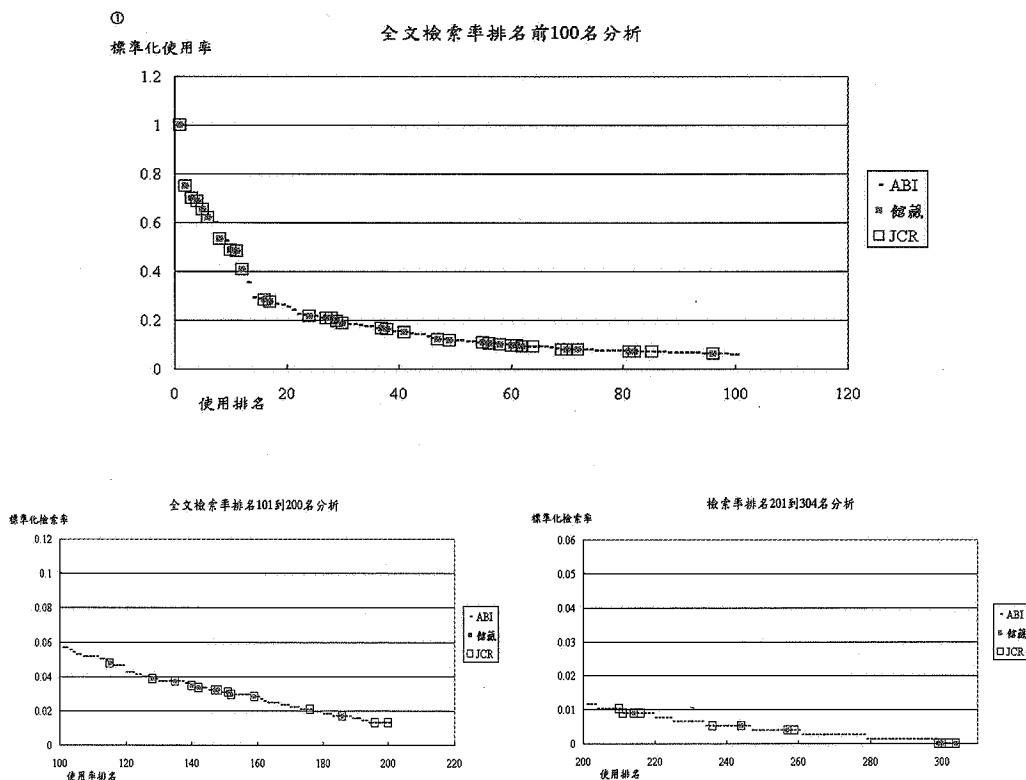 ①
全文檢索率排名前100名分析
標準化使用率
1.2
1
0.8
0.6
0.4
0.2
0
0 20 40 60 80 100 120
使用排名
ABI
館藏
JCR
全文檢索率排名101到200名分析
標準化檢索率
0.12
0.1
0.08
0.06
0.04
0.02
0
100 120 140 160 180 200 220
使用率排名
ABI
館藏
JCR
檢索率排名201到304名分析
標準化檢索率
0.06
0.05
0.04
0.03
0.02
0.01
0
200 220 240 260 280 300
使用排名
ABI
館藏
JCR